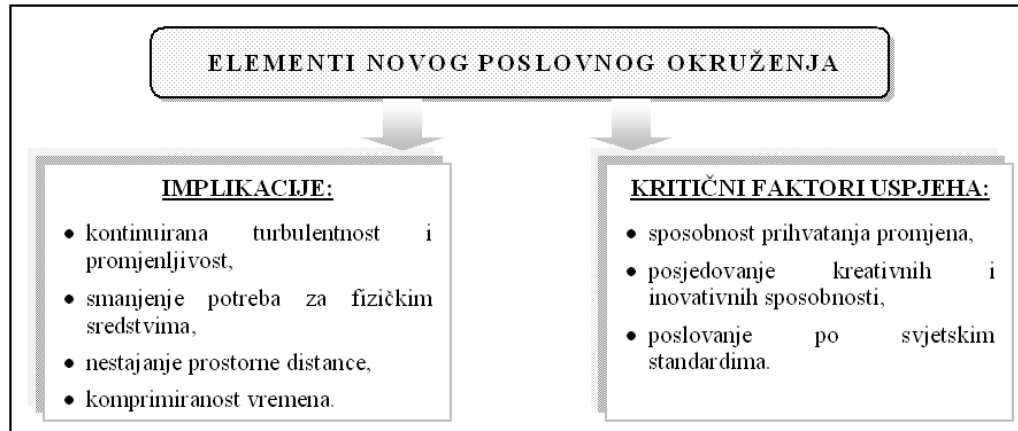 ELEMENTI NOVOG POSLOVNOG OKRUŽENJA
IMPLIKACIJE:
• kontinuirana turbulentnost i
promjenljivost,
• smanjenje potreba za fizičkim
sredstvima,
• nestajanje prostorne distance,
• komprimiranost vremena.
KRITIČNI FAKTORI USPJEHA:
• sposobnost prihvatanja promjena,
• posjedovanje kreativnih i
inovativnih sposobnosti,
• poslovanje po svjetskim
standardima.